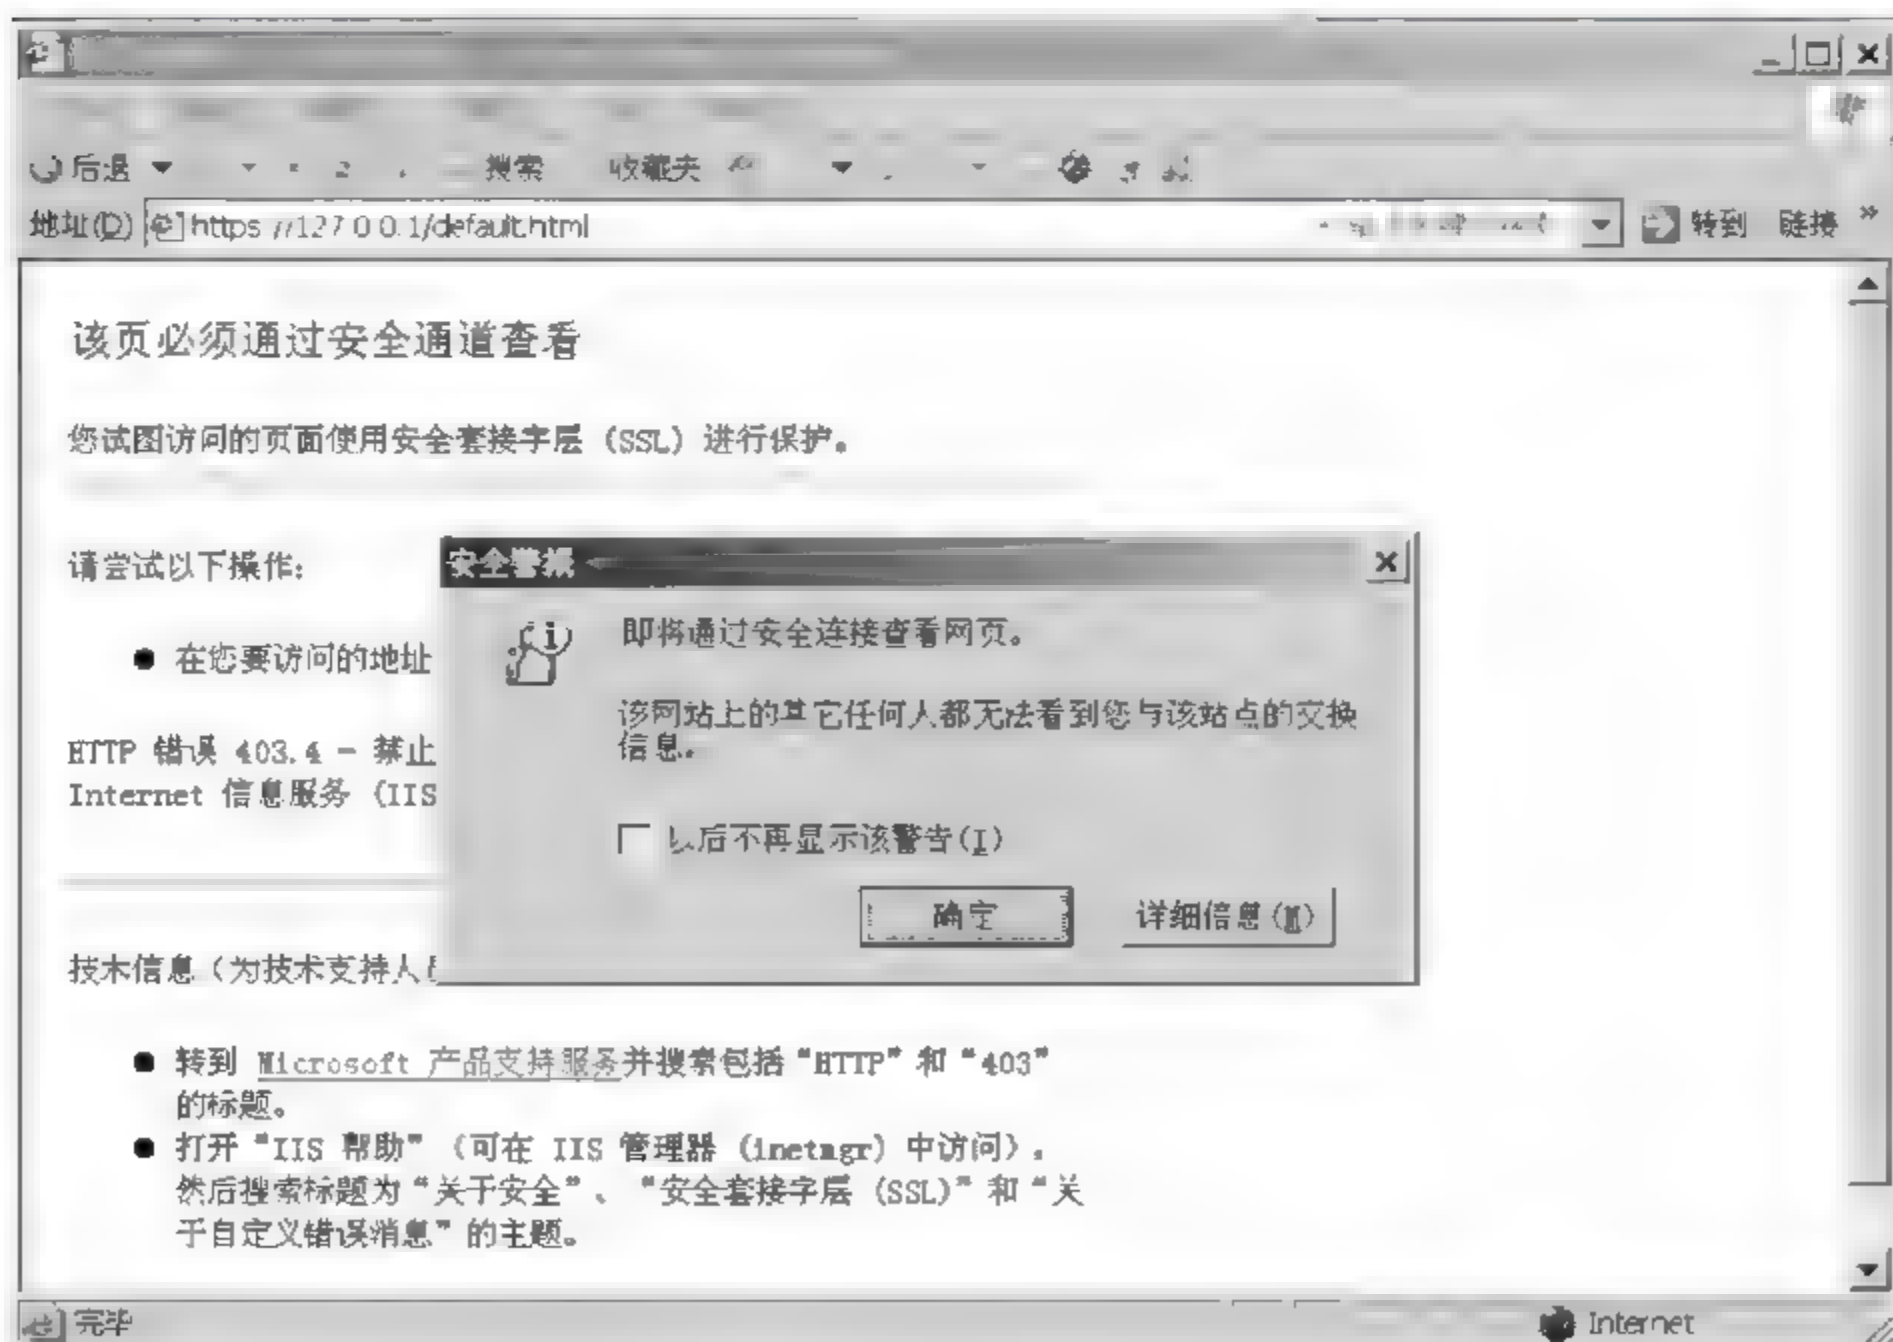 后退 搜索 收藏夹
地址(D) https://127.0.0.1/default.html 转到 链接 »
该页必须通过安全通道查看
您试图访问的页面使用安全套接字层 (SSL) 进行保护。
请尝试以下操作:
● 在您要访问的地址
HTTP 错误 403.4 - 禁止
Internet 信息服务 (IIS
技术信息（为技术支持人员
● 转到 Microsoft 产品支持服务并搜索包括“HTTP”和“403”
的标题。
● 打开“IIS 帮助”（可在 IIS 管理器 (inetmgr) 中访问），
然后搜索标题为“关于安全”、“安全套接字层 (SSL)”和“关
于自定义错误消息”的主题。
安全警报
即将通过安全连接查看网页。
该网站上的其它任何人都无法看到您与该站点的交换
信息。
以后不再显示该警告(I)
确定 详细信息(M)
完毕 Internet